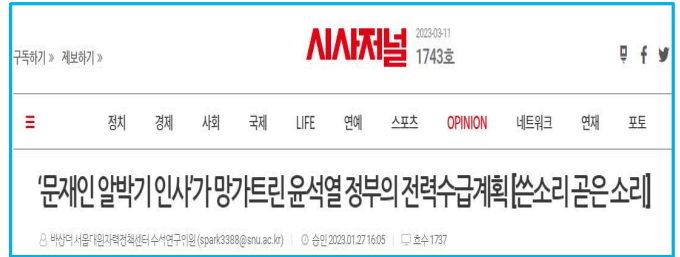 2023-03-11
구독하기 » 제보하기 » 시사저널 1743호
정치 경제 사회 국제 LIFE 연예 스포츠 OPINION 네트워크 연재 포토
‘문재인 알박기 인사’가 망가트린 윤석열 정부의 전력수급계획 [쓴소리 곧은 소리]
박상덕 서울대원자력정책센터 수석연구위원 (spark3388@snu.ac.kr) 승인 2023.01.27 16:05 호수 1737